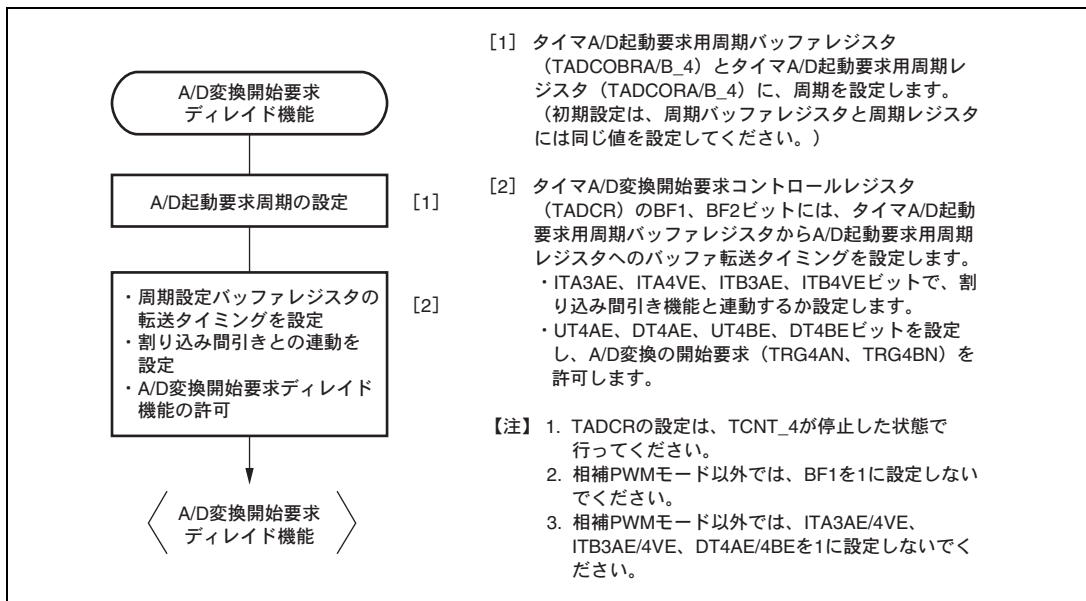 A/D変換開始要求
ディレイド機能
A/D起動要求周期の設定
[1]
・周期設定バッファレジスタの
転送タイミングを設定
・割り込み間引きとの連動を
設定
・A/D変換開始要求ディレイド
機能の許可
[2]
A/D変換開始要求
ディレイド機能
[1] タイマA/D起動要求用周期バッファレジスタ
（TADCOBRA/B_4）とタイマA/D起動要求用周期レ
ジスタ（TADCORA/B_4）に、周期を設定します。
（初期設定は、周期バッファレジスタと周期レジスタ
には同じ値を設定してください。）
[2] タイマA/D変換開始要求コントロールレジスタ
（TADCR）のBF1、BF2ビットには、タイマA/D起動
要求用周期バッファレジスタからA/D起動要求用周期
レジスタへのバッファ転送タイミングを設定します。
・ITA3AE、ITA4VE、ITB3AE、ITB4VEビットで、割
り込み間引き機能と連動するか設定します。
・UT4AE、DT4AE、UT4BE、DT4BEビットを設定
し、A/D変換の開始要求（TRG4AN、TRG4BN）を
許可します。
【注】 1. TADCRの設定は、TCNT_4が停止した状態で
行ってください。
2. 相補PWMモード以外では、BF1を1に設定しない
でください。
3. 相補PWMモード以外では、ITA3AE/4VE、
ITB3AE/4VE、DT4AE/4BEを1に設定しないでく
ださい。